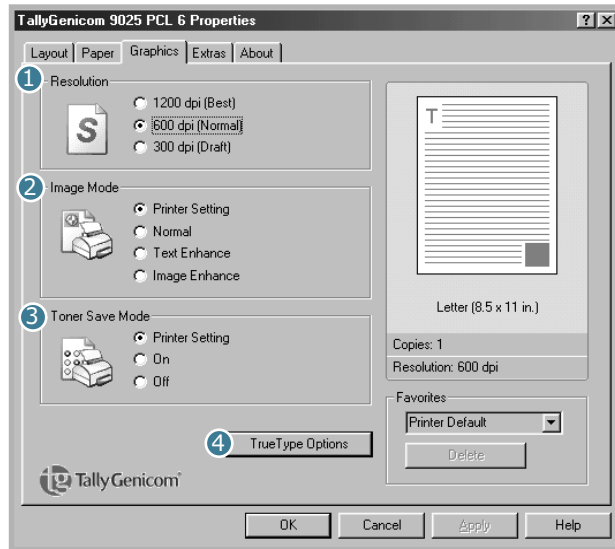 TallyGenicom 9025 PCL 6 Properties
? ×
Layout Paper Graphics Extras About
1 Resolution
S
1200 dpi (Best)
600 dpi (Normal)
300 dpi (Draft)
2 Image Mode
Printer Setting
Normal
Text Enhance
Image Enhance
3 Toner Save Mode
Printer Setting
On
Off
4 TrueType Options
TallyGenicom
T
Letter (8.5 x 11 in.)
Copies: 1
Resolution: 600 dpi
Favorites
Printer Default
Delete
OK Cancel Apply Help